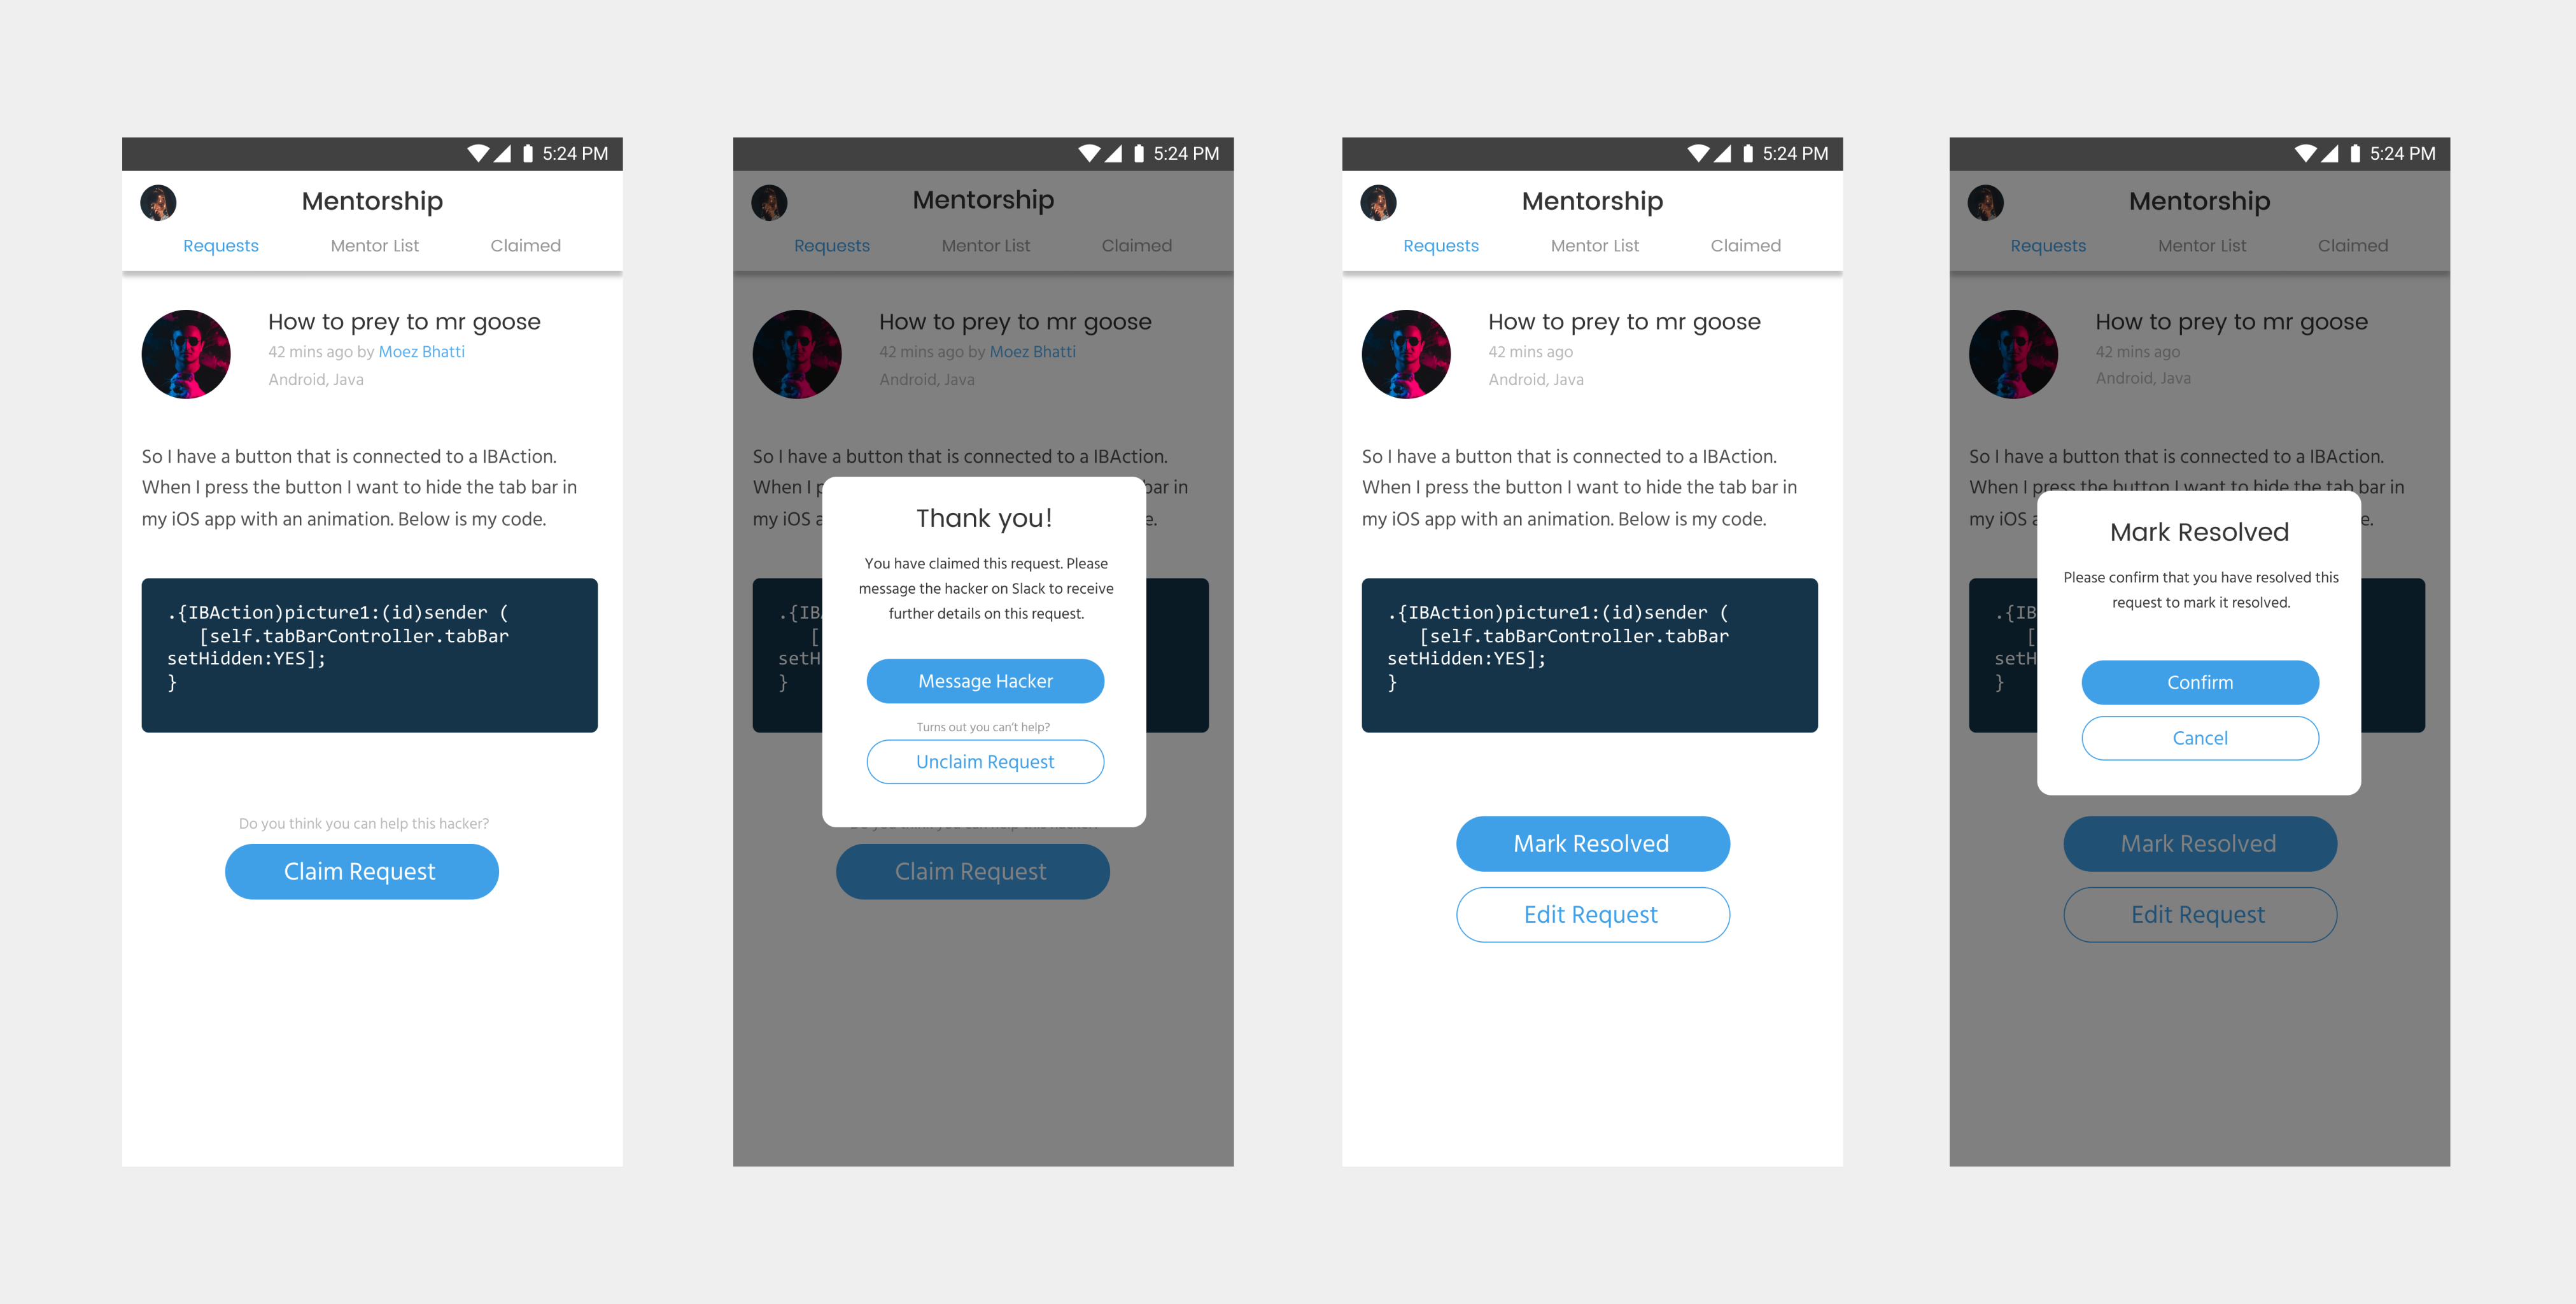 5:24 PM
Mentorship
Requests Mentor List Claimed
How to prey to mr goose
42 mins ago by Moez Bhatti
Android, Java
So I have a button that is connected to a IBAction.
When I press the button I want to hide the tab bar in
my iOS app with an animation. Below is my code.
.{IBAction)picture1:(id)sender (
[self.tabBarController.tabBar
setHidden:YES];
}
Do you think you can help this hacker?
Claim Request
5:24 PM
Mentorship
Requests Mentor List Claimed
How to prey to mr goose
42 mins ago by Moez Bhatti
Android, Java
So I have a button that is connected to a IBAction.
When I bar in
my iOS
.{IB
[
setH
}
Thank you!
You have claimed this request. Please
message the hacker on Slack to receive
further details on this request.
Message Hacker
Turns out you can't help?
Unclaim Request
Claim Request
5:24 PM
Mentorship
Requests Mentor List Claimed
How to prey to mr goose
42 mins ago
Android, Java
So I have a button that is connected to a IBAction.
When I press the button I want to hide the tab bar in
my iOS app with an animation. Below is my code.
.{IBAction)picture1:(id)sender (
[self.tabBarController.tabBar
setHidden:YES];
}
Mark Resolved
Edit Request
5:24 PM
Mentorship
Requests Mentor List Claimed
How to prey to mr goose
42 mins ago
Android, Java
So I have a button that is connected to a IBAction.
When I press the button I want to hide the tab bar in
my iOS e.
.{IB
[
setH
}
Mark Resolved
Please confirm that you have resolved this
request to mark it resolved.
Confirm
Cancel
Mark Resolved
Edit Request